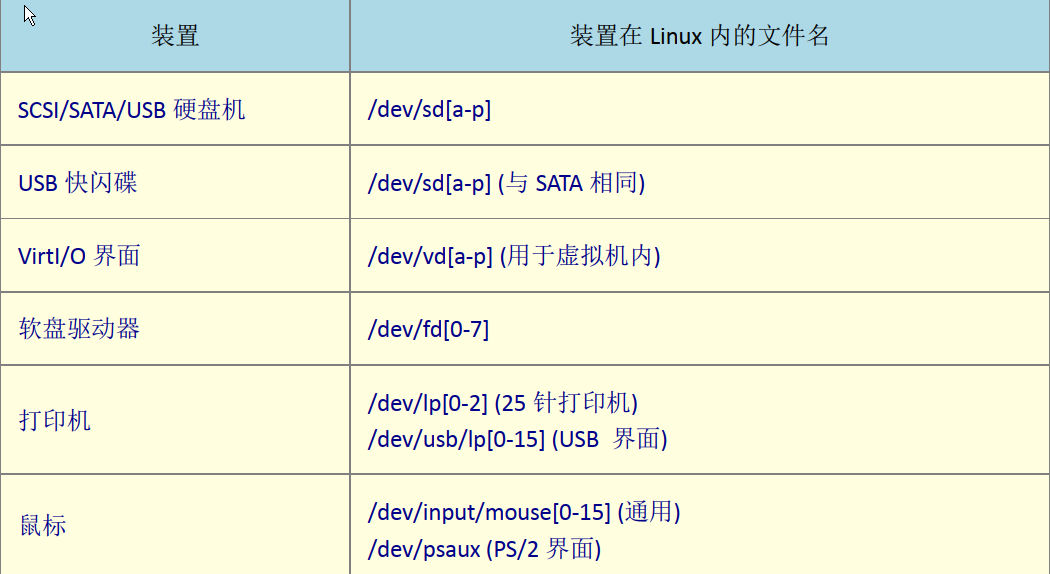 装置 装置在 Linux 内的文件名
SCSI/SATA/USB 硬盘机 /dev/sd[a-p]
USB 快闪碟 /dev/sd[a-p] (与 SATA 相同)
VirtI/O 界面 /dev/vd[a-p] (用于虚拟机内)
软盘驱动器 /dev/fd[0-7]
打印机
/dev/lp[0-2] (25 针打印机)
/dev/usb/lp[0-15] (USB 界面)
鼠标
/dev/input/mouse[0-15] (通用)
/dev/psaux (PS/2 界面)